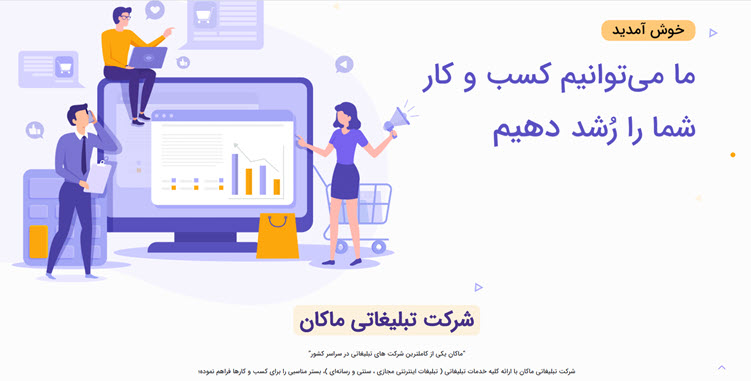 خوش آمدید
ما می‌توانیم کسب و کار
شما را رُشد دهیم
شرکت تبلیغاتی ماکان
"ماکان یکی از کاملترین شرکت های تبلیغاتی در سراسر کشور"
شرکت تبلیغاتی ماکان با ارائه کلیه خدمات تبلیغاتی ( تبلیغات اینترنتی مجازی ، سنتی و رسانه‌ای )، بستر مناسبی را برای کسب و کارها فراهم نموده؛